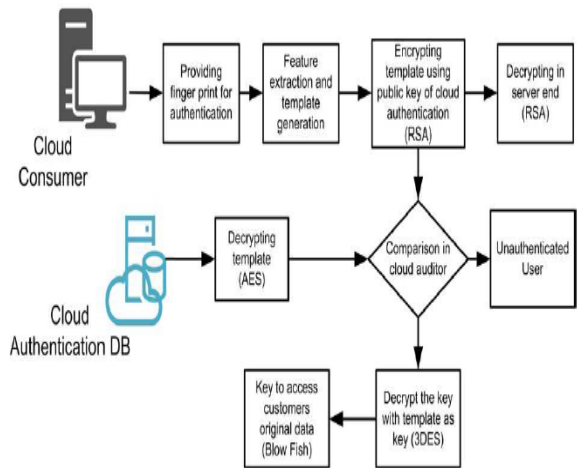 Providing
finger print for
authentication
Feature
extraction and
template
generation
Encrypting
template using
public key of cloud
authentication
(RSA)
Decrypting in
server end
(RSA)
Cloud
Consumer
Decrypting
template
(AES)
Comparison in
cloud auditor
Unauthenticated
User
Cloud
Authentication DB
Key to access
customers
original data
(Blow Fish)
Decrypt the key
with template as
key (3DES)